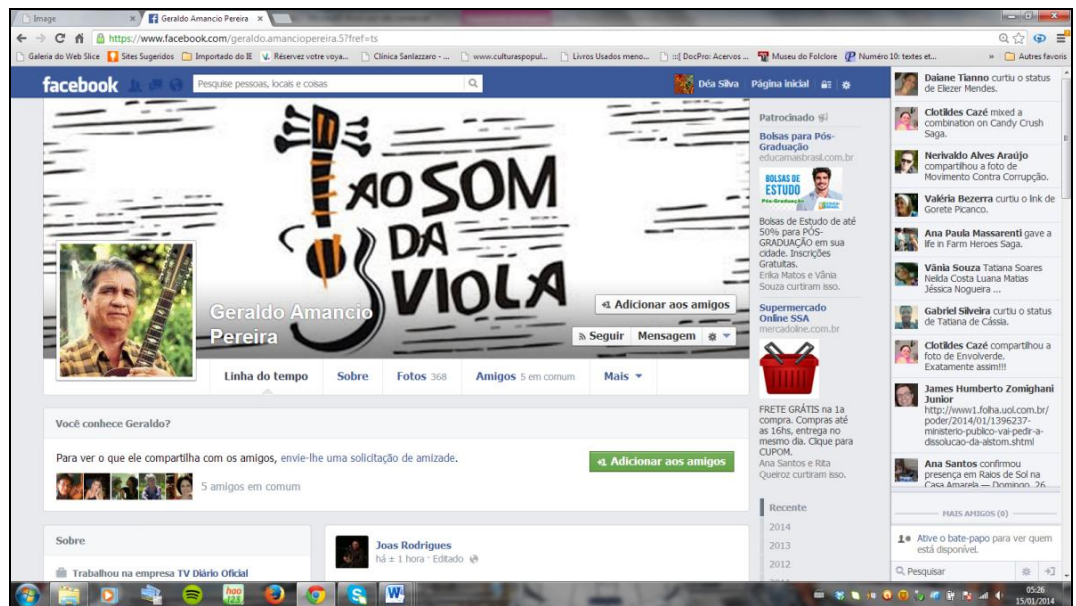 Image
Geraldo Amancio Pereira
https://www.facebook.com/geraldo.amanciopereira.5?fref=ts
Galeria do Web Slice Sites Sugeridos Importado do IE Réservez votre voya... Clínica Sanlazzaro - ... www.culturaspopul... Livros Usados meno... ::[ DocPro: Acervos ... Museu do Folclore Numéro 10: textes et... » Autres favoris
facebook
Pesquise pessoas, locais e coisas
Déa Silva Página inicial
AO SOM
DA
VIOLA
Geraldo Amancio
Pereira
+1 Adicionar aos amigos
Seguir Mensagem
Linha do tempo Sobre Fotos 368 Amigos 5 em comum Mais
Você conhece Geraldo?
Para ver o que ele compartilha com os amigos, envie-lhe uma solicitação de amizade.
+1 Adicionar aos amigos
5 amigos em comum
Sobre
Trabalhou na empresa TV Diário Oficial
Joas Rodrigues
há ± 1 hora · Editado
Patrocinado
Bolsas para Pós-
Graduação
educamaisbrasil.com.br
BOLSAS DE
ESTUDO
Pós-Graduação
Bolsas de Estudo de até
50% para PÓS-
GRADUAÇÃO em sua
cidade. Inscrições
Gratuitas.
Erika Matos e Vânia
Souza curtiram isso.
Supermercado
Online SSA
mercadoline.com.br
FRETE GRÁTIS na 1a
compra. Compras até
as 16hs, entrega no
mesmo dia. Clique para
CUPOM.
Ana Santos e Rita
Queiroz curtiram isso.
Recente
2014
2013
2012
Daiane Tianno curtiu o status
de Eliezer Mendes.
Clotildes Cazé mixed a
combination on Candy Crush
Saga.
Nerivaldo Alves Araújo
compartilhou a foto de
Movimento Contra Corrupção.
Valéria Bezerra curtiu o link de
Gorete Picanco.
Ana Paula Massarenti gave a
life in Farm Heroes Saga.
Vânia Souza Tatiana Soares
Neilda Costa Luana Matias
Jéssica Nogueira ...
Gabriel Silveira curtiu o status
de Tatiana de Cássia.
Clotildes Cazé compartilhou a
foto de Envolverde.
Exatamente assim!!!
James Humberto Zomighani
Junior
http://www1.folha.uol.com.br/
poder/2014/01/1396237-
ministerio-publico-vai-pedir-a-
dissolucao-da-alstom.shtml
Ana Santos confirmou
presença em Raios de Sol na
Casa Amarela — Domingo, 26
MAIS AMIGOS (0)
Ative o bate-papo para ver quem
está disponível.
Pesquisar
hao
123
05:26
15/01/2014